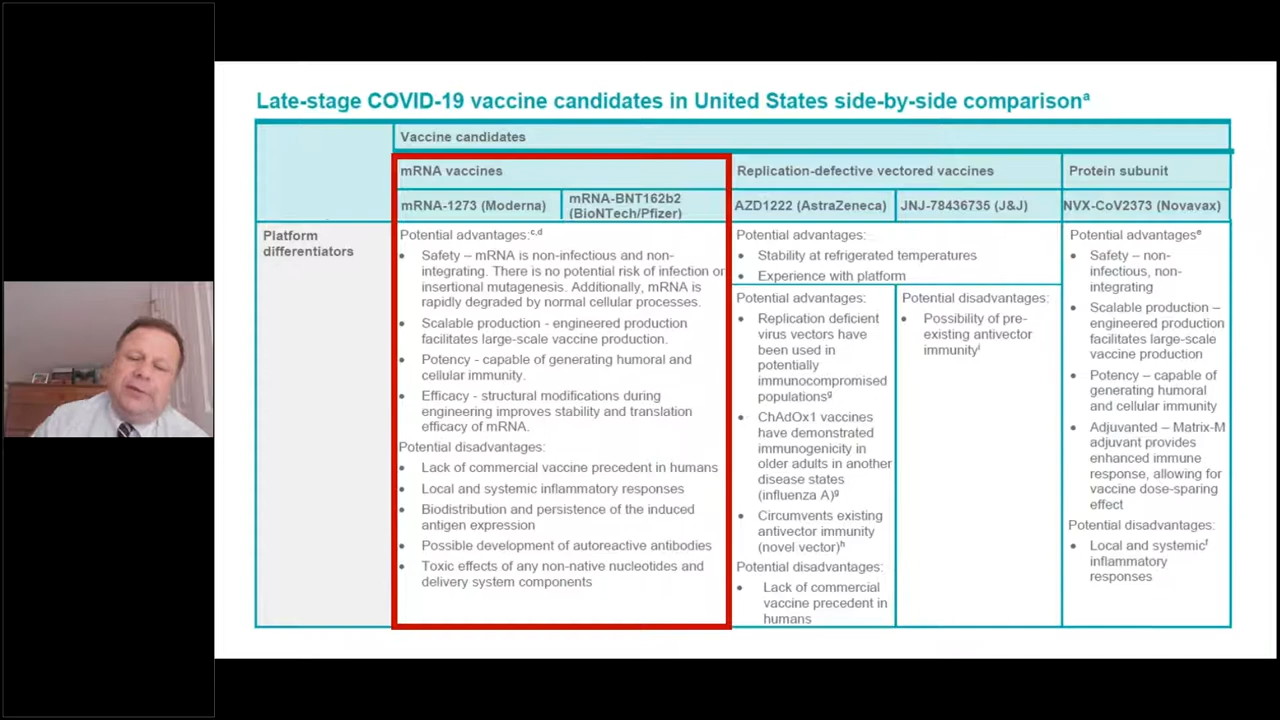 Late-stage COVID-19 vaccine candidates in United States side-by-side comparisonᵃ
Vaccine candidates
mRNA vaccines
Replication-defective vectored vaccines
Protein subunit
mRNA-1273 (Moderna)
mRNA-BNT162b2
(BioNTech/Pfizer)
AZD1222 (AstraZeneca)
JNJ-78436735 (J&J)
NVX-CoV2373 (Novavax)
Platform
differentiators
Potential advantages:ᶜ,ᵈ
• Safety – mRNA is non-infectious and non-
integrating. There is no potential risk of infection or
insertional mutagenesis. Additionally, mRNA is
rapidly degraded by normal cellular processes.
• Scalable production - engineered production
facilitates large-scale vaccine production.
• Potency - capable of generating humoral and
cellular immunity.
• Efficacy - structural modifications during
engineering improves stability and translation
efficacy of mRNA.
Potential disadvantages:
• Lack of commercial vaccine precedent in humans
• Local and systemic inflammatory responses
• Biodistribution and persistence of the induced
antigen expression
• Possible development of autoreactive antibodies
• Toxic effects of any non-native nucleotides and
delivery system components
Potential advantages:
• Stability at refrigerated temperatures
• Experience with platform
Potential advantages:
• Replication deficient
virus vectors have
been used in
potentially
immunocompromised
populationsᵍ
• ChAdOx1 vaccines
have demonstrated
immunogenicity in
older adults in another
disease states
(influenza A)ᵍ
• Circumvents existing
antivector immunity
(novel vector)ʰ
Potential disadvantages:
• Lack of commercial
vaccine precedent in
humans
Potential disadvantages:
• Possibility of pre-
existing antivector
immunityⁱ
Potential advantagesᵉ
• Safety – non-
infectious, non-
integrating
• Scalable production –
engineered production
facilitates large-scale
vaccine production
• Potency – capable of
generating humoral
and cellular immunity
• Adjuvanted – Matrix-M
adjuvant provides
enhanced immune
response, allowing for
vaccine dose-sparing
effect
Potential disadvantages:
• Local and systemicᶠ
inflammatory
responses